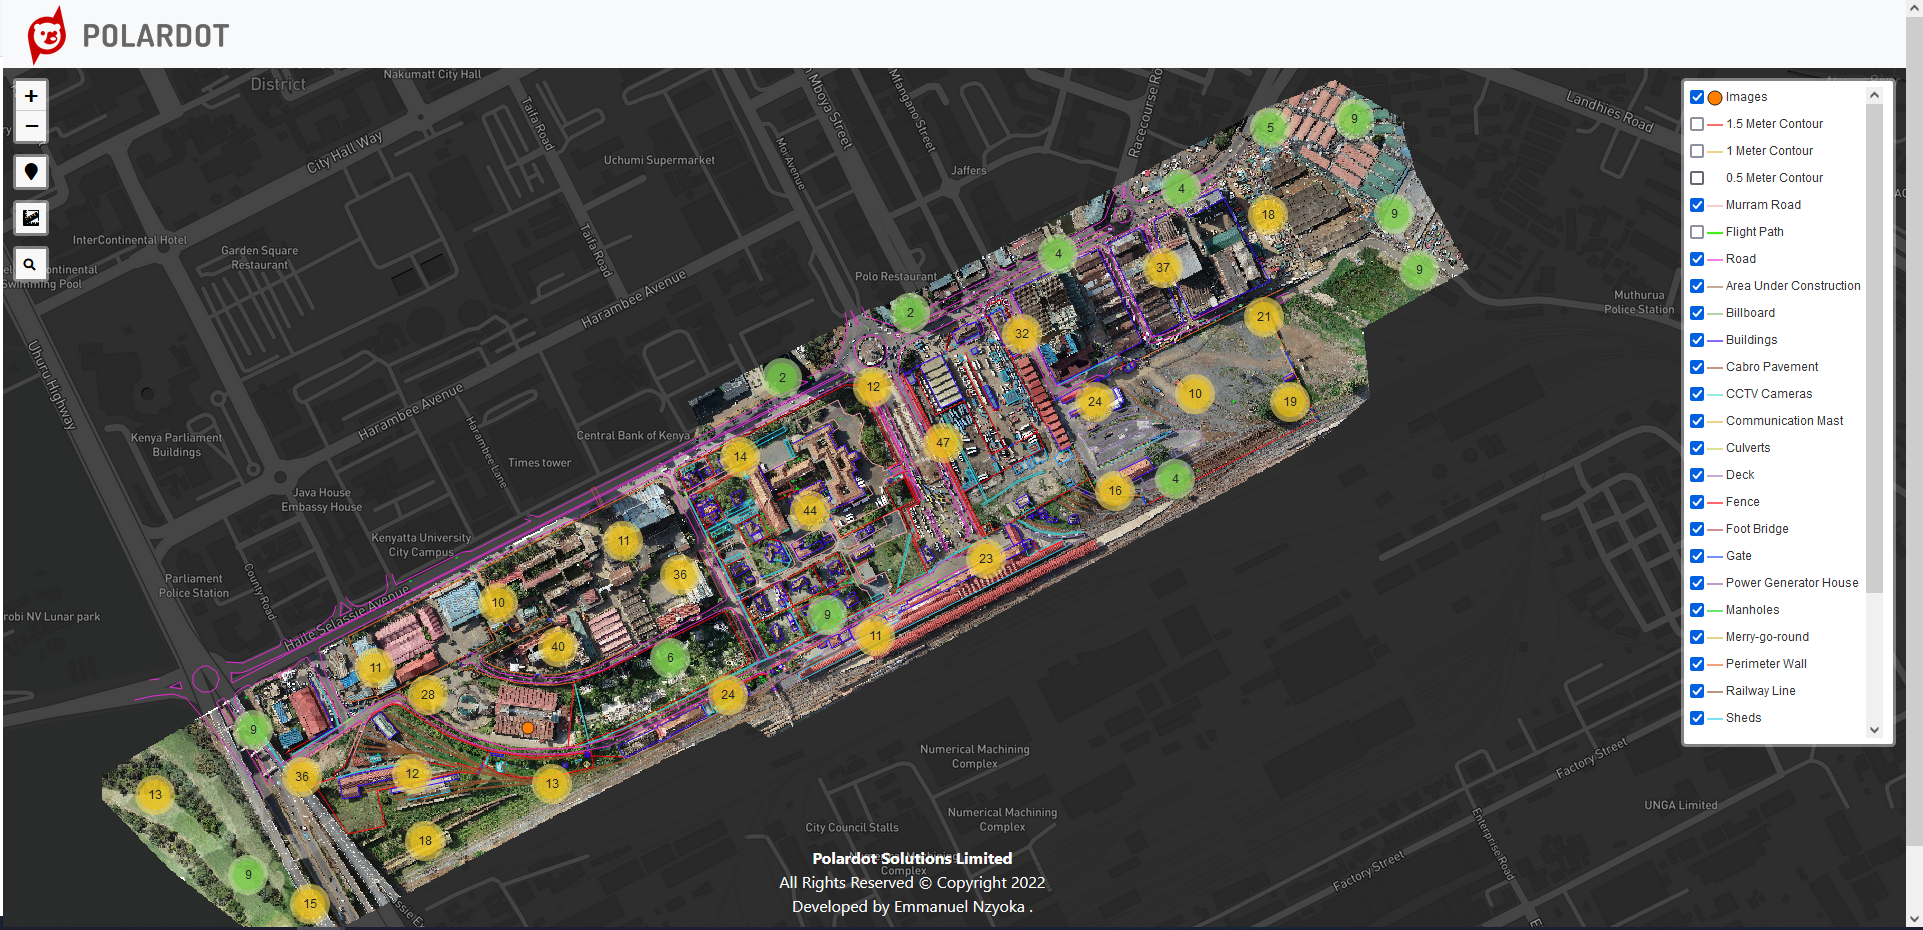 POLARDOT
District
Nakumatt City Hall
Taifa Road
City Hall Way
Moi Avenue
Mboya Street
Mfangano Street
Racecourse Ro
Landhies Road
Uchumi Supermarket
Jaffers
InterContinental Hotel
Garden Square
Restaurant
ontinental
Swimming Pool
Taifa Road
Harambee Avenue
Polo Restaurant
Muthurua
Police Station
Uhuru Highway
Harambee Avenue
Harambee Lane
Kenya Parliament
Buildings
Central Bank of Kenya
Times tower
Java House
Embassy House
Kenyatta University
City Campus
Parliament
Police Station
County Road
Haile Selassie Avenue
robi NV Lunar park
Numerical Machining
Complex
Numerical Machining
Complex
City Council Stalls
Factory Street
UNGA Limited
Enterprise Road
Factory Street
ssie Ex
+
−
5
9
4
18
9
4
37
9
2
32
21
2
12
24
10
19
14
47
44
16
4
11
36
23
10
9
11
40
6
11
28
24
9
36
12
13
13
18
9
15
Images
1.5 Meter Contour
1 Meter Contour
0.5 Meter Contour
Murram Road
Flight Path
Road
Area Under Construction
Billboard
Buildings
Cabro Pavement
CCTV Cameras
Communication Mast
Culverts
Deck
Fence
Foot Bridge
Gate
Power Generator House
Manholes
Merry-go-round
Perimeter Wall
Railway Line
Sheds
Polardot Solutions Limited
All Rights Reserved © Copyright 2022
Developed by Emmanuel Nzyoka .